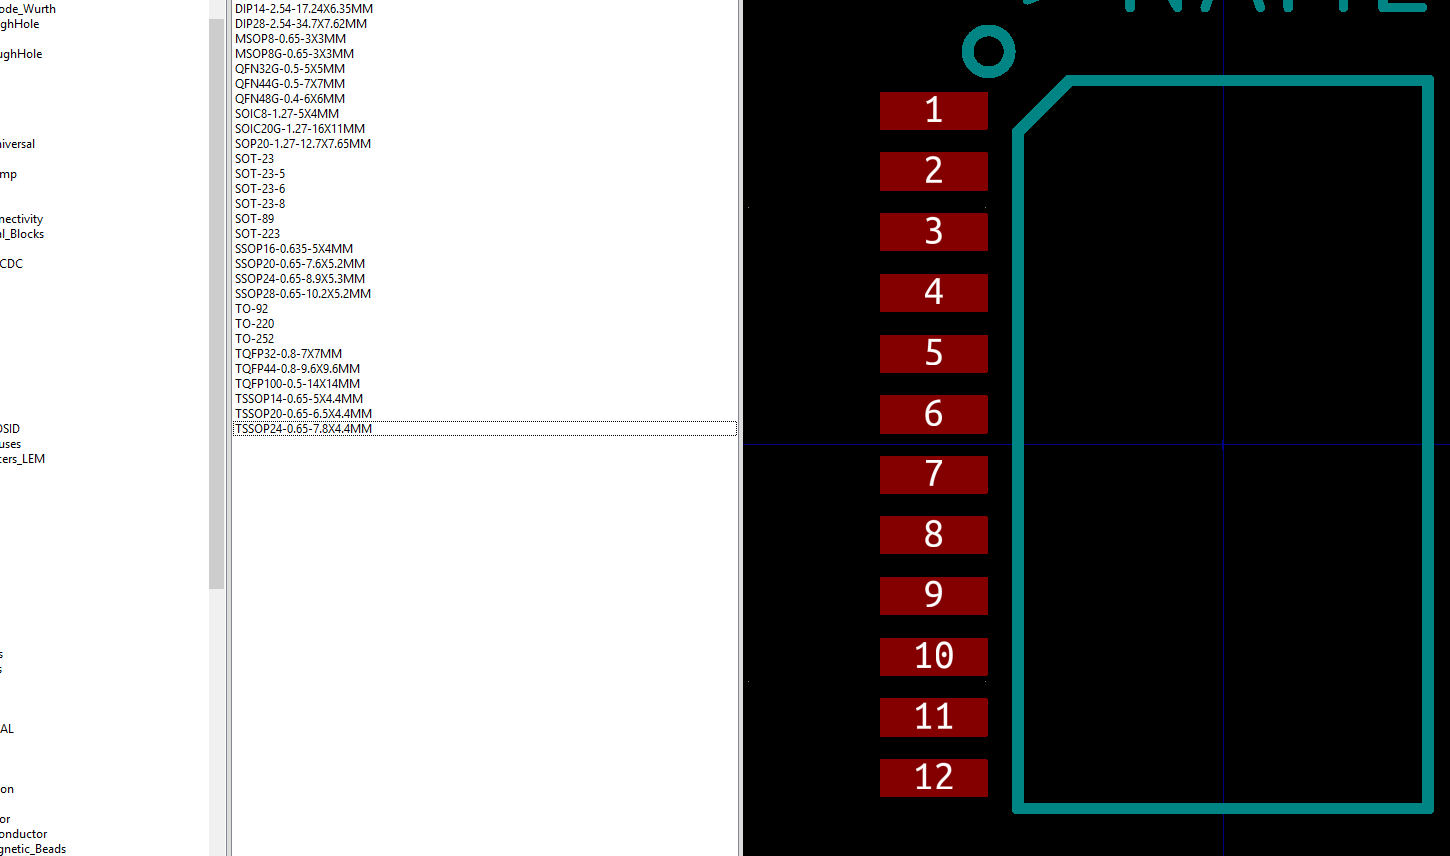 ode_Wurth
ghHole
ughHole
niversal
mp
nectivity
al_Blocks
CDC
OSID
uses
cers_LEM
s
s
AL
on
or
onductor
gnetic_Beads
DIP14-2.54-17.24X6.35MM
DIP28-2.54-34.7X7.62MM
MSOP8-0.65-3X3MM
MSOP8G-0.65-3X3MM
QFN32G-0.5-5X5MM
QFN44G-0.5-7X7MM
QFN48G-0.4-6X6MM
SOIC8-1.27-5X4MM
SOIC20G-1.27-16X11MM
SOP20-1.27-12.7X7.65MM
SOT-23
SOT-23-5
SOT-23-6
SOT-23-8
SOT-89
SOT-223
SSOP16-0.635-5X4MM
SSOP20-0.65-7.6X5.2MM
SSOP24-0.65-8.9X5.3MM
SSOP28-0.65-10.2X5.2MM
TO-92
TO-220
TO-252
TQFP32-0.8-7X7MM
TQFP44-0.8-9.6X9.6MM
TQFP100-0.5-14X14MM
TSSOP14-0.65-5X4.4MM
TSSOP20-0.65-6.5X4.4MM
TSSOP24-0.65-7.8X4.4MM
1
2
3
4
5
6
7
8
9
10
11
12